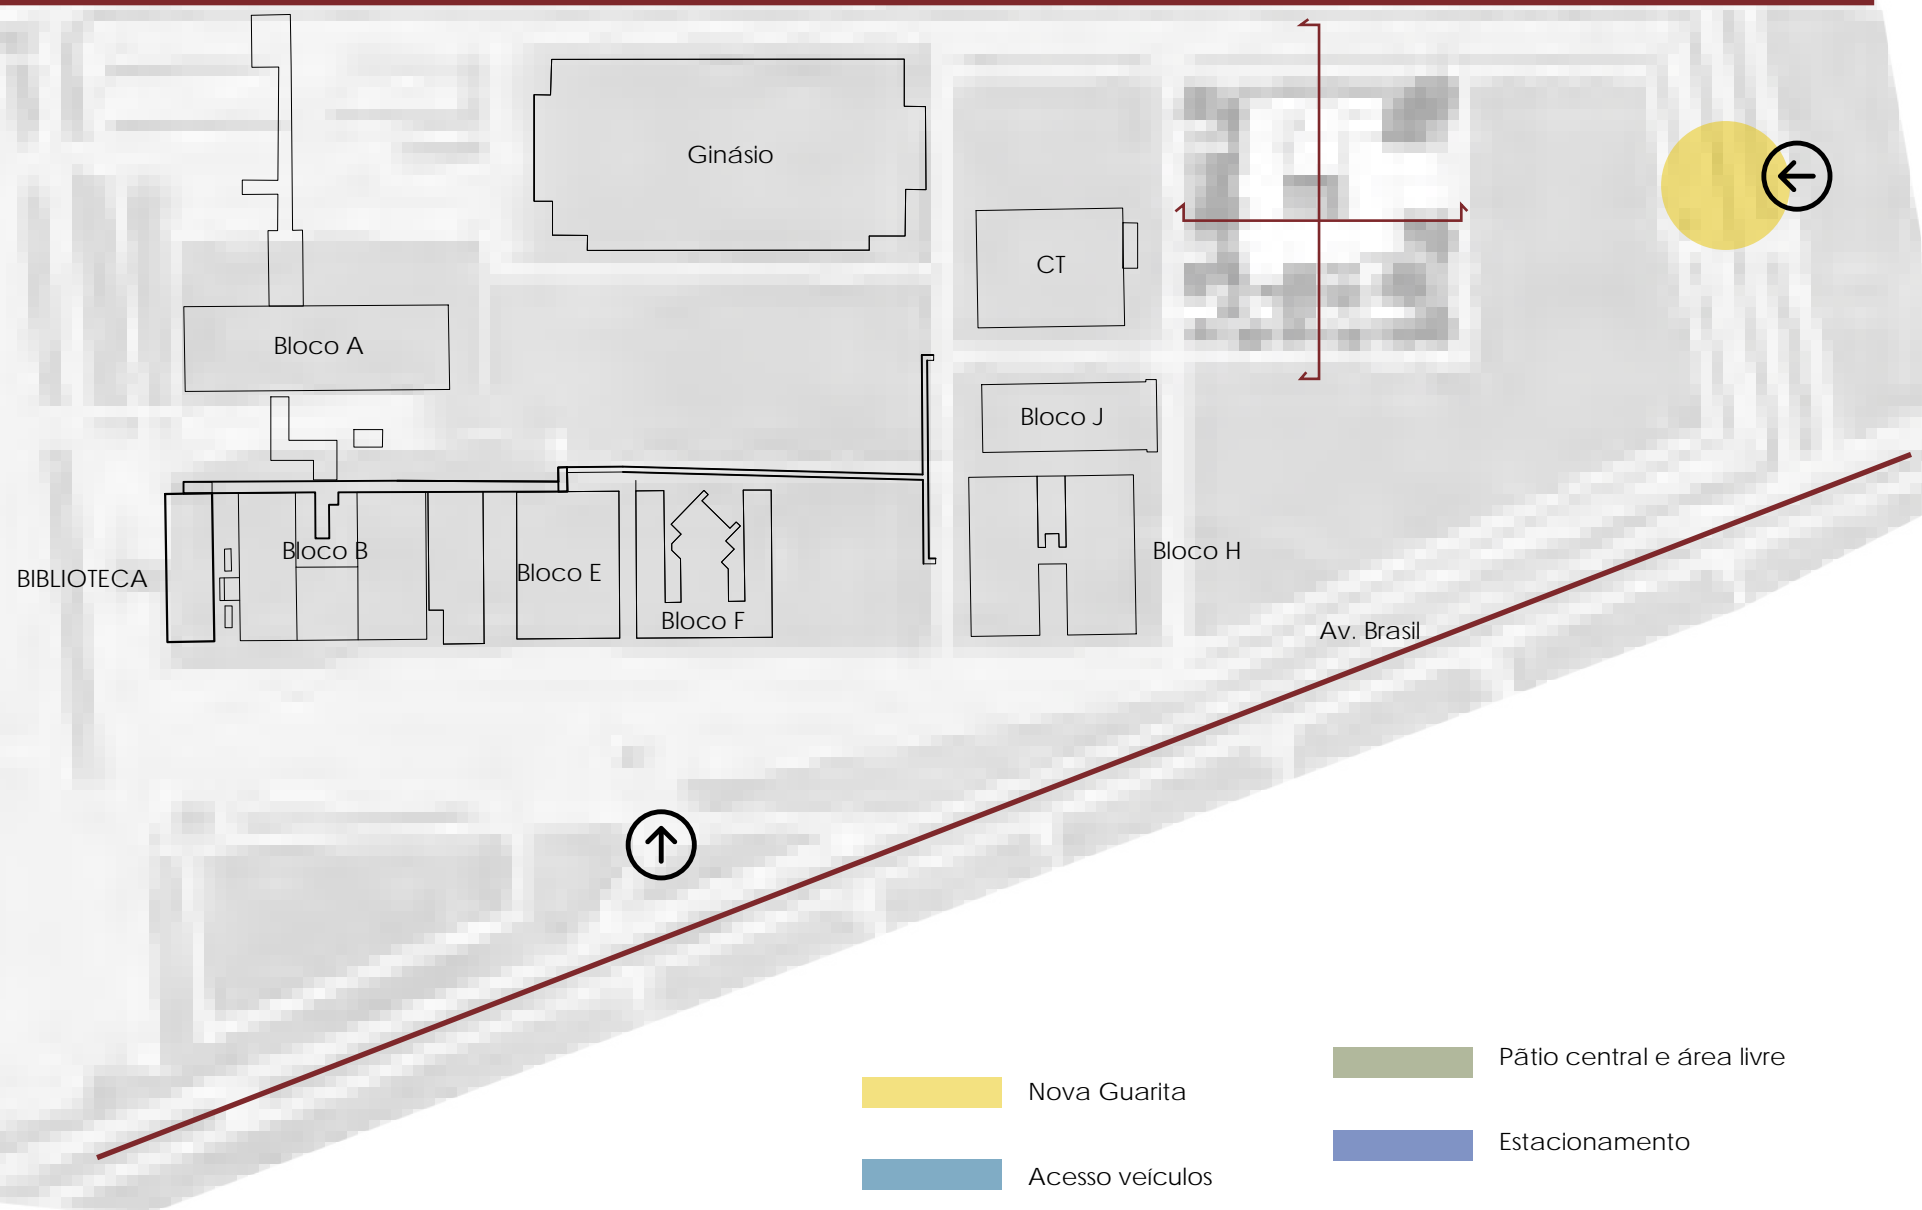 Ginásio
CT
Bloco A
Bloco J
Bloco B
Bloco H
BIBLIOTECA
Bloco E
Bloco F
Av. Brasil
Nova Guarita
Acesso veículos
Pãtio central e área livre
Estacionamento